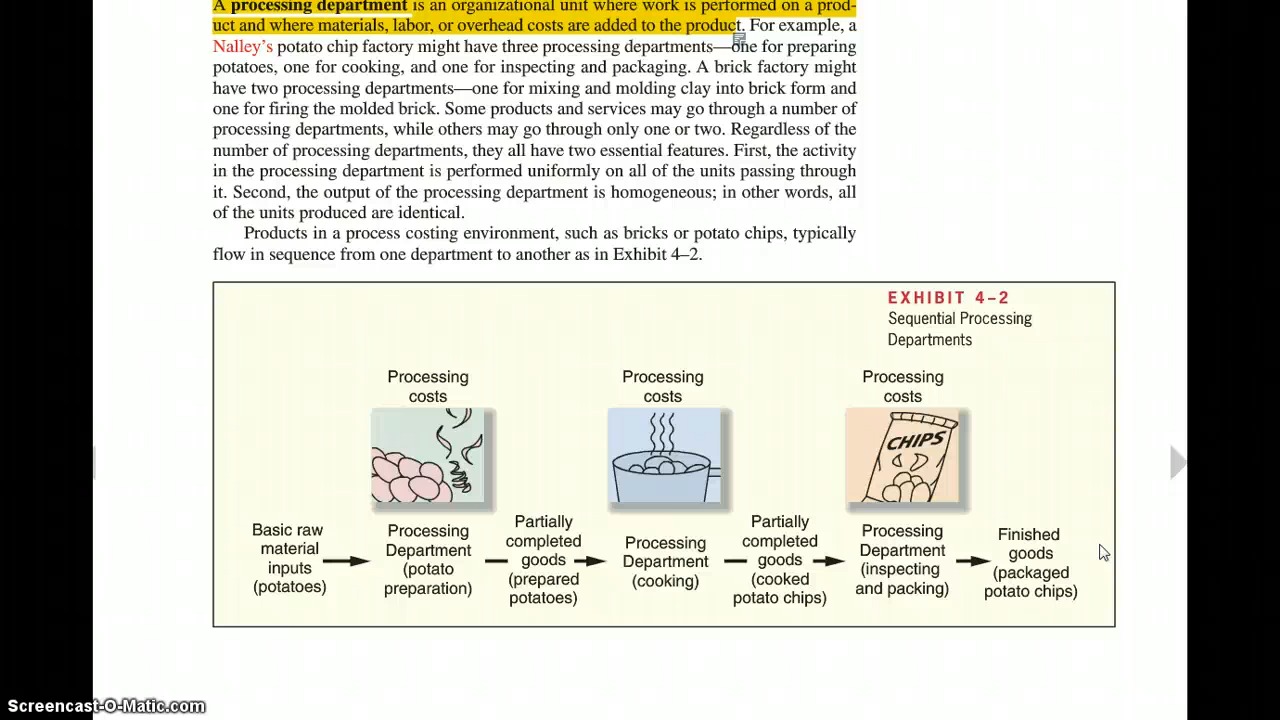 A processing department is an organizational unit where work is performed on a prod-
uct and where materials, labor, or overhead costs are added to the product. For example, a
Nalley's potato chip factory might have three processing departments—one for preparing
potatoes, one for cooking, and one for inspecting and packaging. A brick factory might
have two processing departments—one for mixing and molding clay into brick form and
one for firing the molded brick. Some products and services may go through a number of
processing departments, while others may go through only one or two. Regardless of the
number of processing departments, they all have two essential features. First, the activity
in the processing department is performed uniformly on all of the units passing through
it. Second, the output of the processing department is homogeneous; in other words, all
of the units produced are identical.
Products in a process costing environment, such as bricks or potato chips, typically
flow in sequence from one department to another as in Exhibit 4–2.
EXHIBIT 4–2
Sequential Processing
Departments
Processing
costs
Processing
costs
Processing
costs
CHIPS
Basic raw
material
inputs
(potatoes)
Processing
Department
(potato
preparation)
Partially
completed
goods
(prepared
potatoes)
Processing
Department
(cooking)
Partially
completed
goods
(cooked
potato chips)
Processing
Department
(inspecting
and packing)
Finished
goods
(packaged
potato chips)
Screencast-O-Matic.com